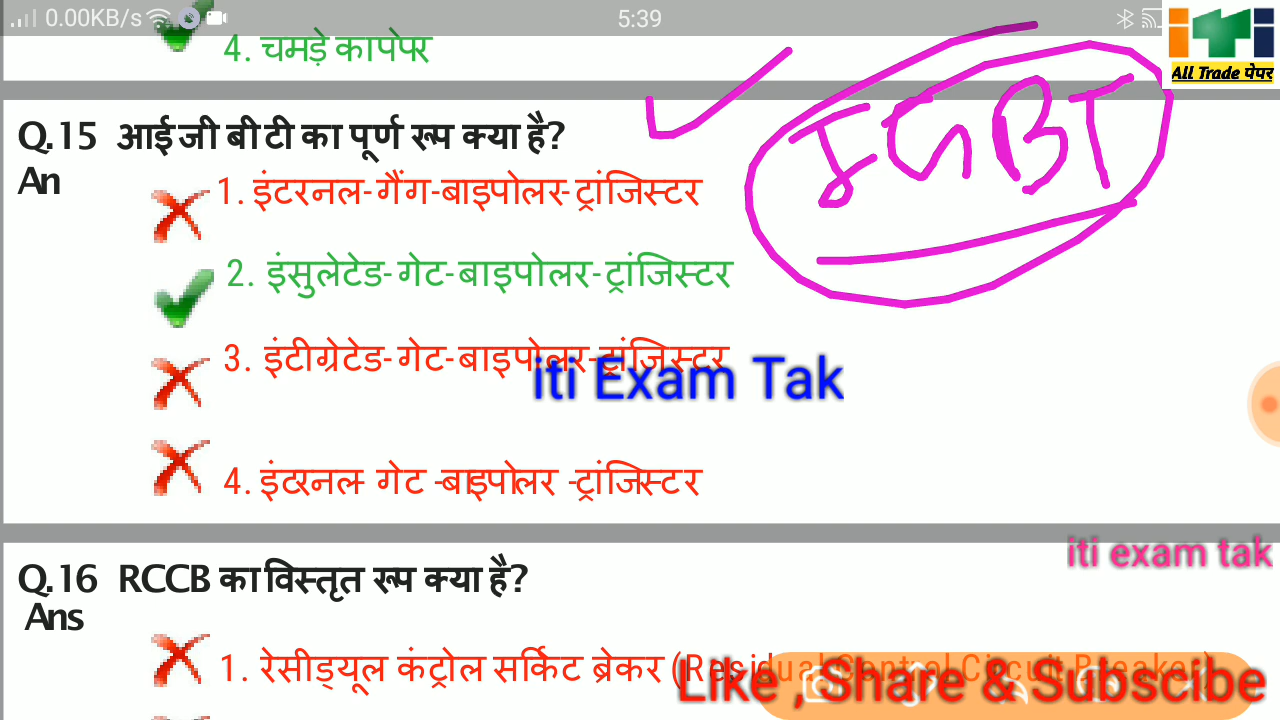 0.00KB/s 5:39
iTi
All Trade पेपर
4. चमड़े का पेपर
IGBT
Q.15 आई जी बी टी का पूर्ण रूप क्या है?
An
1. इंटरनल-गैंग-बाइपोलर-ट्रांजिस्टर
2. इंसुलेटेड-गेट-बाइपोलर-ट्रांजिस्टर
3. इंटीग्रेटेड-गेट-बाइपोलर-ट्रांजिस्टर
iti Exam Tak
4. इंटरनल- गेट -बाइपोलर -ट्रांजिस्टर
iti exam tak
Q.16 RCCB का विस्तृत रूप क्या है?
Ans
1. रेसीड्यूल कंट्रोल सर्किट ब्रेकर (Residual Control Circuit Breaker)
Like , Share & Subscibe